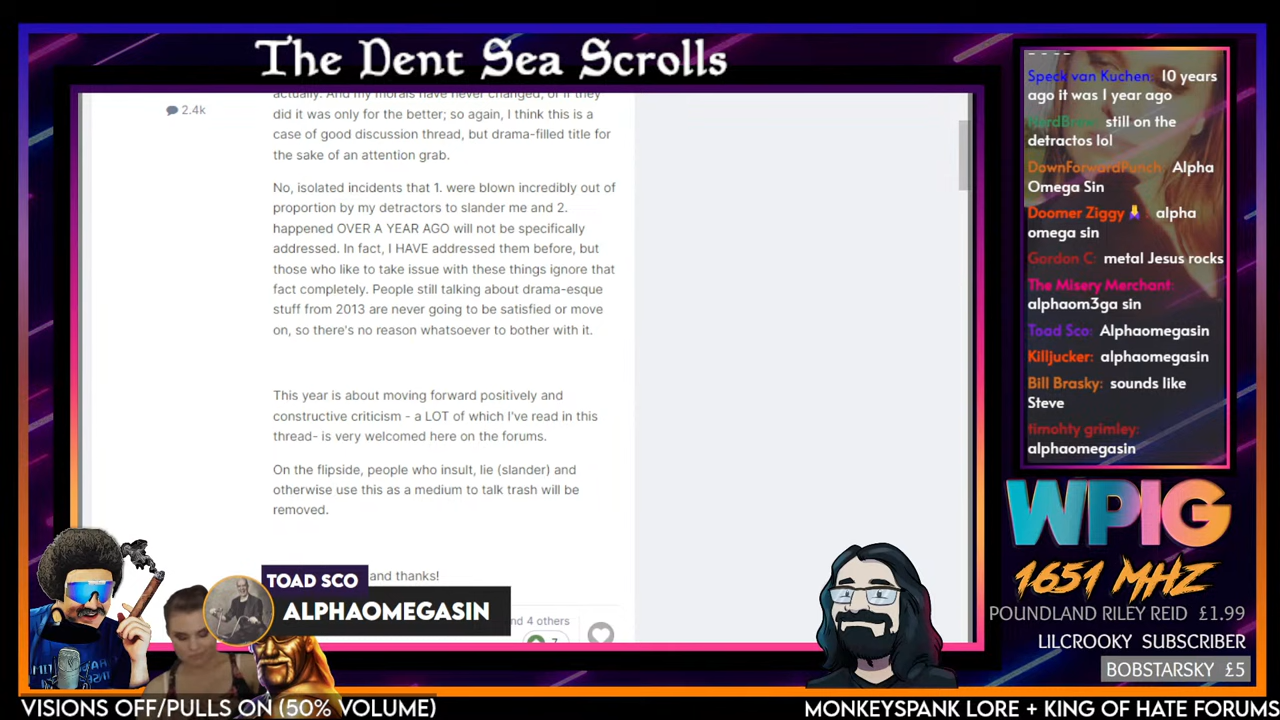 The Dent Sea Scrolls
2.4k
actually. And my morals have never changed, or if they
did it was only for the better; so again, I think this is a
case of good discussion thread, but drama-filled title for
the sake of an attention grab.
No, isolated incidents that 1. were blown incredibly out of
proportion by my detractors to slander me and 2.
happened OVER A YEAR AGO will not be specifically
addressed. In fact, I HAVE addressed them before, but
those who like to take issue with these things ignore that
fact completely. People still talking about drama-esque
stuff from 2013 are never going to be satisfied or move
on, so there's no reason whatsoever to bother with it.
This year is about moving forward positively and
constructive criticism - a LOT of which I've read in this
thread- is very welcomed here on the forums.
On the flipside, people who insult, lie (slander) and
otherwise use this as a medium to talk trash will be
removed.
and thanks!
nd 4 others
7
TOAD SCO
ALPHAOMEGASIN
Speck van Kuchen: 10 years
ago it was 1 year ago
still on the
detractos lol
DownForwardPunch: Alpha
Omega Sin
Doomer Ziggy alpha
omega sin
Gordon C: metal Jesus rocks
The Misery Merchant:
alphaom3ga sin
Toad Sco: Alphaomegasin
Killjucker: alphaomegasin
Bill Brasky: sounds like
Steve
timohty grimley:
alphaomegasin
WPIG
1651 MHZ
POUNDLAND RILEY REID £1.99
LILCROOKY SUBSCRIBER
BOBSTARSKY £5
VISIONS OFF/PULLS ON (50% VOLUME)
MONKEYSPANK LORE + KING OF HATE FORUMS